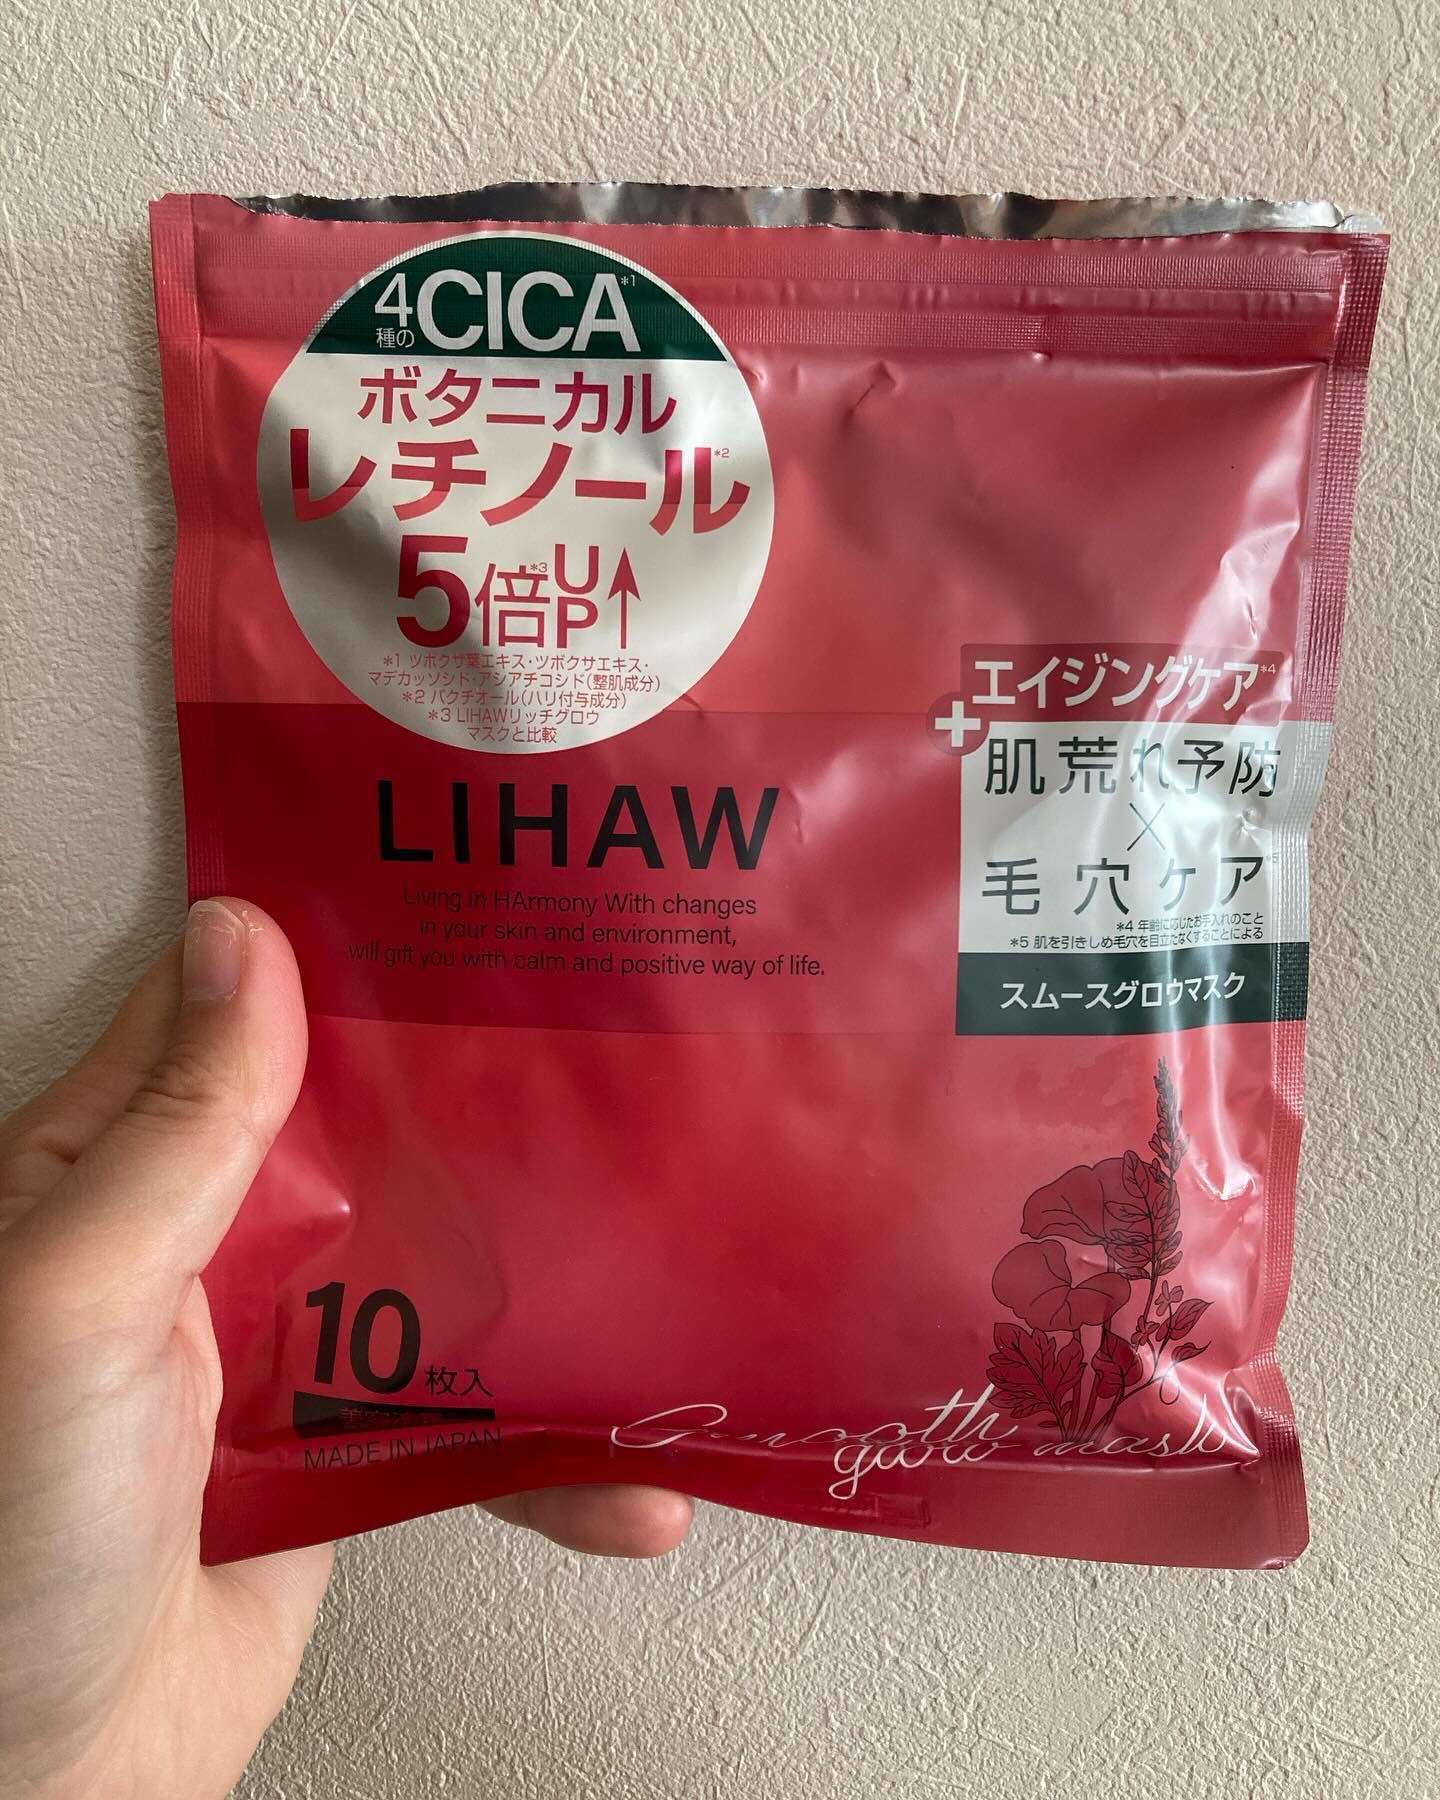 4種のCICA*1
ボタニカル
レチノール*2
5倍*3UP↑
*1 ツボクサ葉エキス・ツボクサエキス・
マデカッソシド・アシアチコシド(整肌成分)
*2 バクチオール(ハリ付与成分)
*3 LIHAWリッチグロウ
マスクと比較
LIHAW
Living In HArmony With changes
in your skin and environment,
will gift you with calm and positive way of life.
エイジングケア*4
+
肌荒れ予防
×
毛穴ケア*5
*4 年齢に応じたお手入れのこと
*5 肌を引きしめ毛穴を目立たなくすることによる
スムースグロウマスク
10枚入
MADE IN JAPAN
Smooth
glow mask